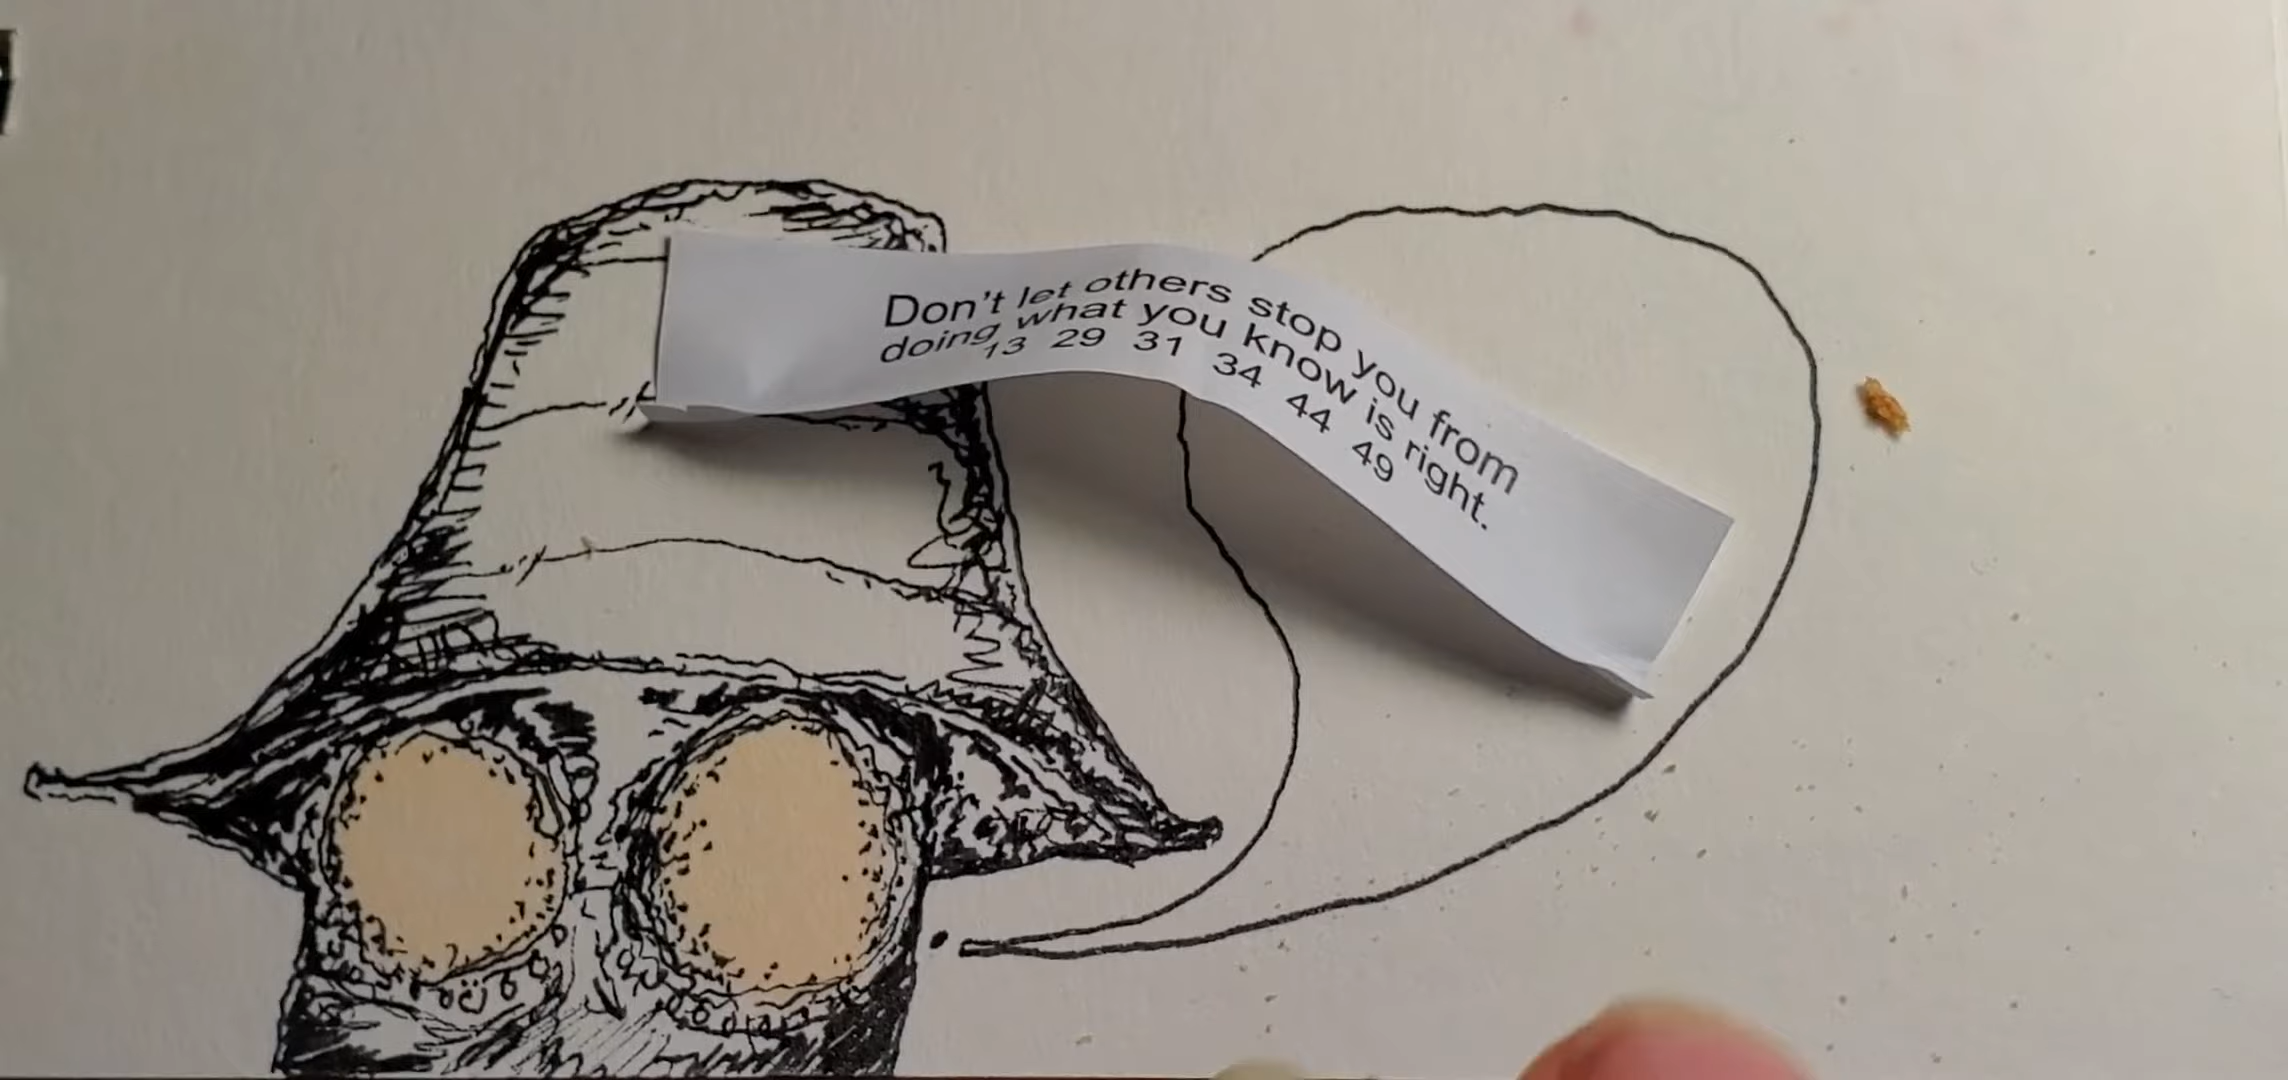 Don't let others stop you from
doing what you know is right.
13 29 31 34 44 49